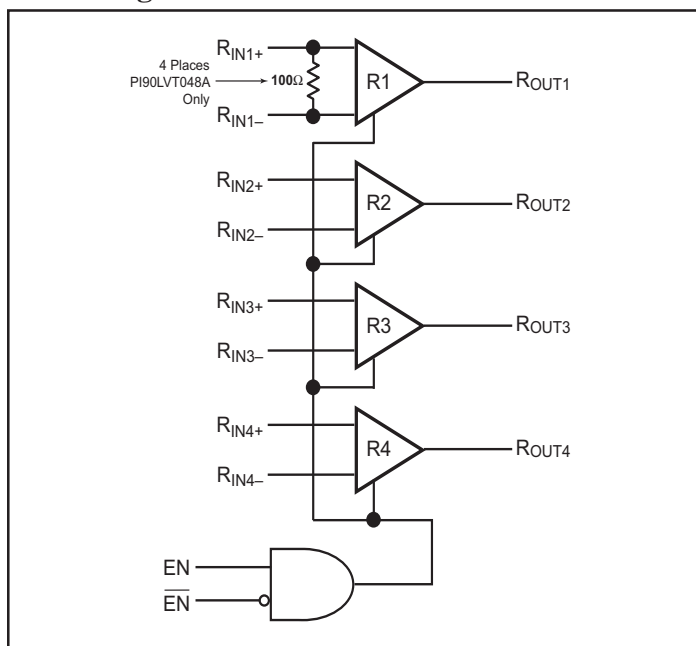 R_IN1+
4 Places
PI90LVT048A
Only
100Ω
R1
R_OUT1
R_IN1–
R_IN2+
R2
R_OUT2
R_IN2–
R_IN3+
R3
R_OUT3
R_IN3–
R_IN4+
R4
R_OUT4
R_IN4–
EN
E̅N̅